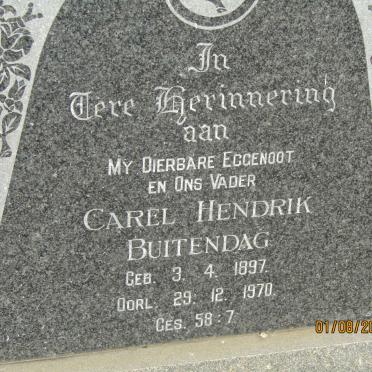 In
Tere Herinnering
aan
MY DIERBARE EGGENOOT
EN ONS VADER
CAREL HENDRIK
BUITENDAG
GEB. 3. 4. 1897.
OORL. 29. 12. 1970.
GES. 58:7.